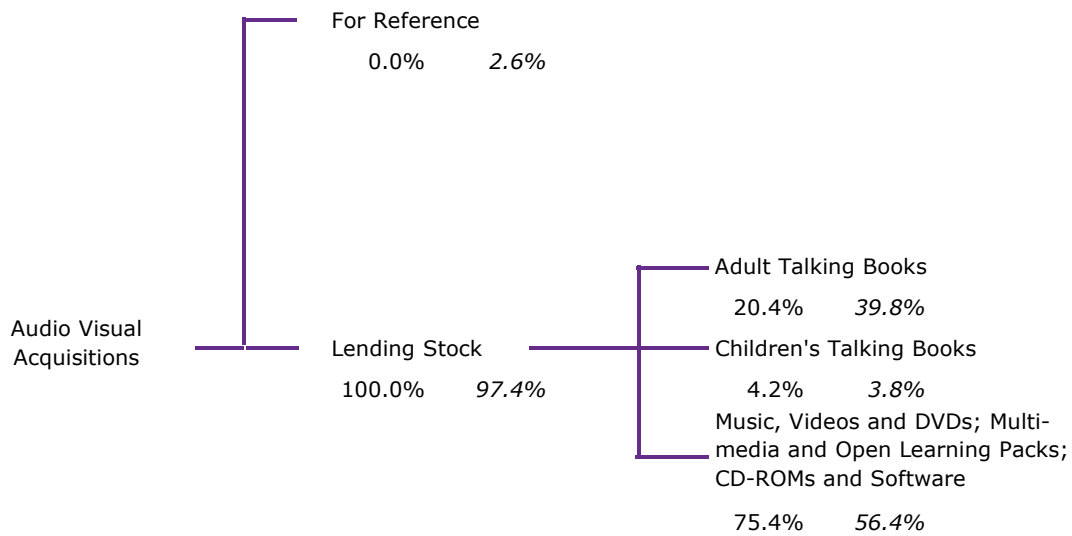 For Reference
0.0% 2.6%
Audio Visual
Acquisitions
Lending Stock
100.0% 97.4%
Adult Talking Books
20.4% 39.8%
Children's Talking Books
4.2% 3.8%
Music, Videos and DVDs; Multi-
media and Open Learning Packs;
CD-ROMs and Software
75.4% 56.4%